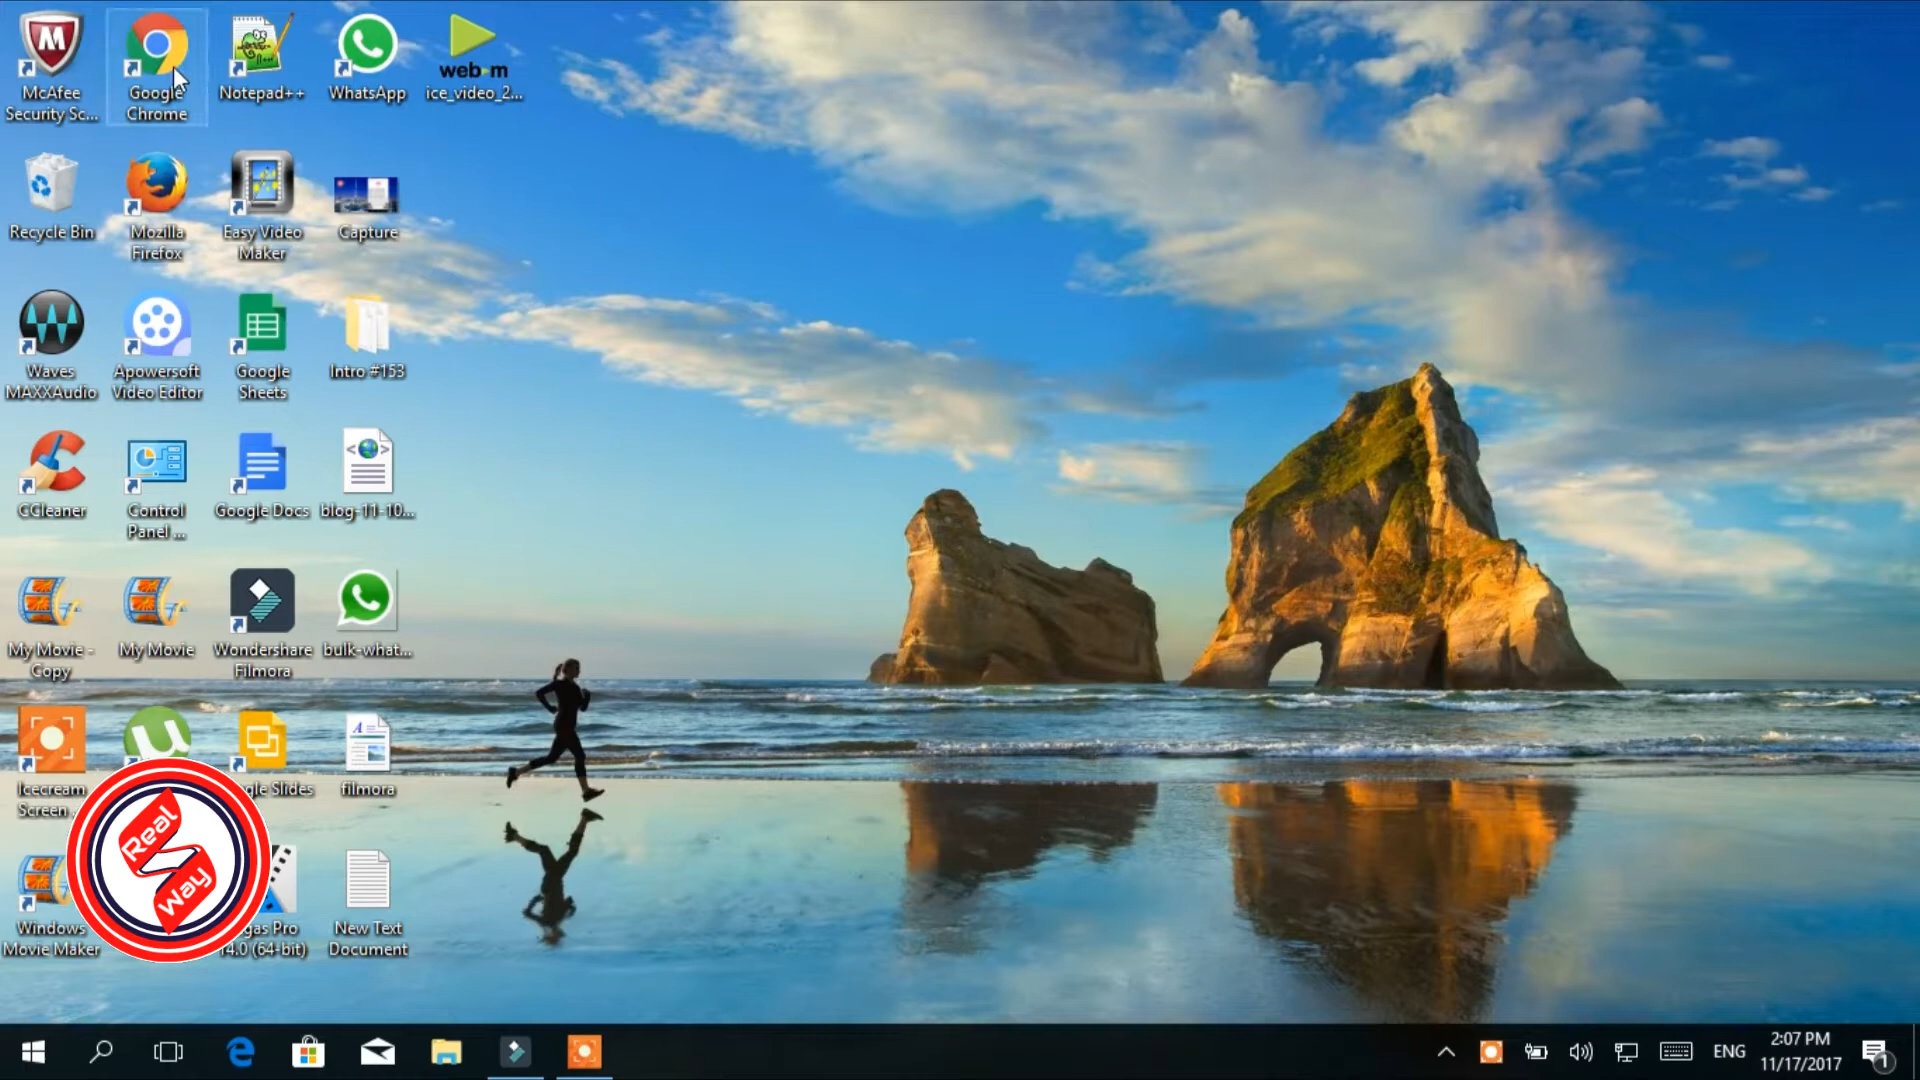 McAfee
Security Sc...
Google
Chrome
Notepad++
WhatsApp
web m
ice_video_2...
Recycle Bin
Mozilla
Firefox
Easy Video
Maker
Capture
Waves
MAXXAudio
Apowersoft
Video Editor
Google
Sheets
Intro #153
CCleaner
Control
Panel ...
Google Docs
blog-11-10...
My Movie -
Copy
My Movie
Wondershare
Filmora
bulk-what...
Icecream
Screen
gle Slides
filmora
Real
Way
Windows
Movie Maker
gas Pro
14.0 (64-bit)
New Text
Document
ENG
2:07 PM
11/17/2017
1